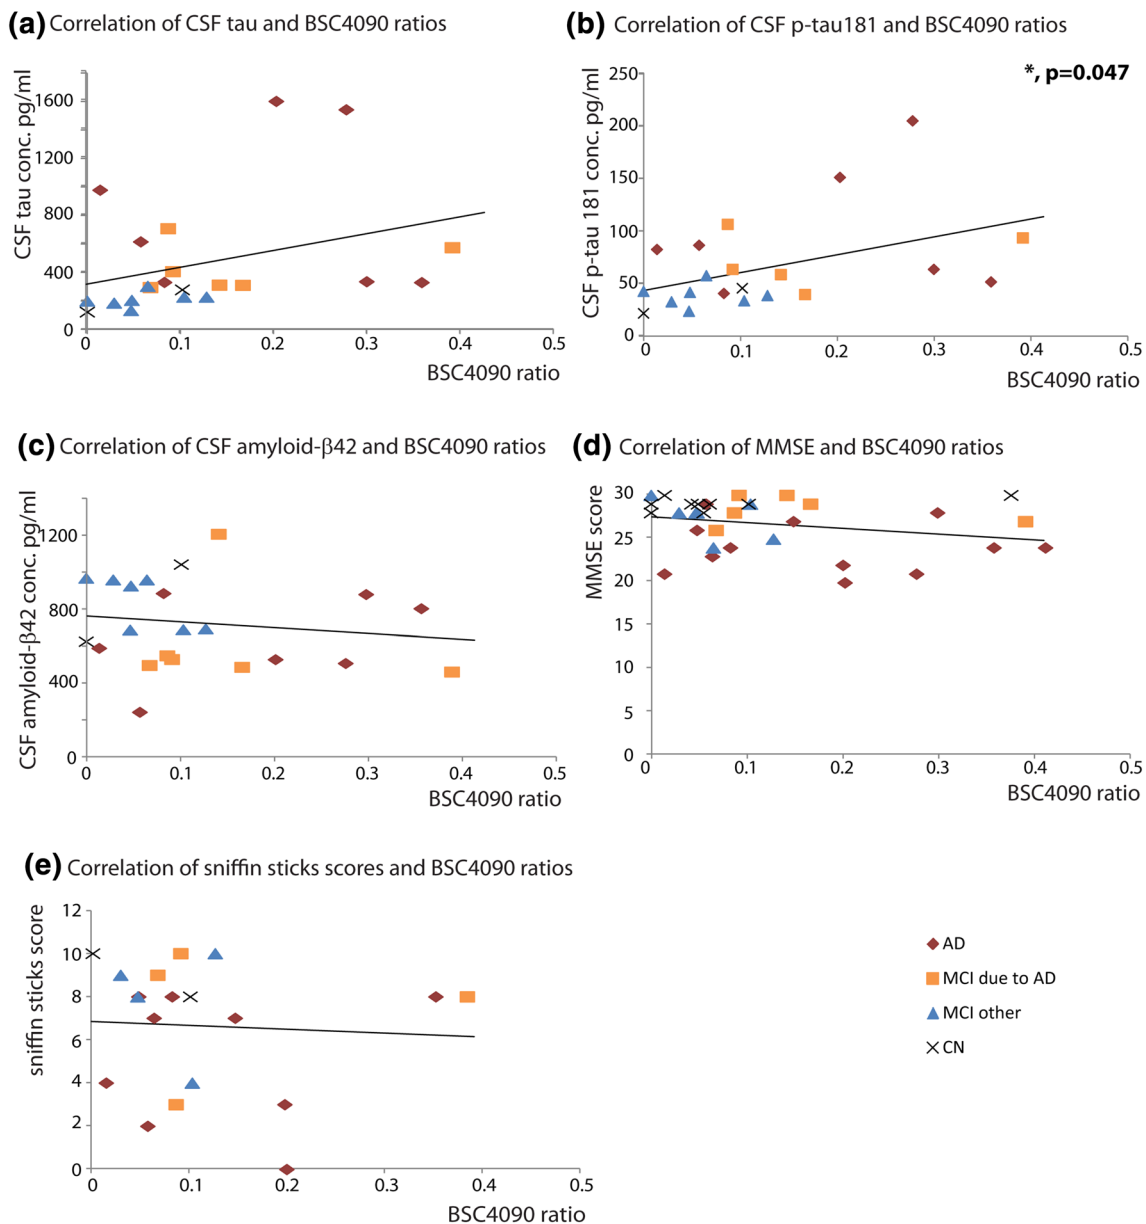 (a) Correlation of CSF tau and BSC4090 ratios
CSF tau conc. pg/ml
1600
1200
800
400
0
0 0.1 0.2 0.3 0.4 0.5
BSC4090 ratio
(b) Correlation of CSF p-tau181 and BSC4090 ratios
*, p=0.047
CSF p-tau 181 conc. pg/ml
250
200
150
100
50
0
0 0.1 0.2 0.3 0.4 0.5
BSC4090 ratio
(c) Correlation of CSF amyloid-β42 and BSC4090 ratios
CSF amyloid-β42 conc. pg/ml
1200
800
400
0
0 0.1 0.2 0.3 0.4 0.5
BSC4090 ratio
(d) Correlation of MMSE and BSC4090 ratios
MMSE score
30
25
20
15
10
5
0
0 0.1 0.2 0.3 0.4 0.5
BSC4090 ratio
(e) Correlation of sniffin sticks scores and BSC4090 ratios
sniffin sticks score
12
10
8
6
4
2
0
0 0.1 0.2 0.3 0.4 0.5
BSC4090 ratio
AD
MCI due to AD
MCI other
CN